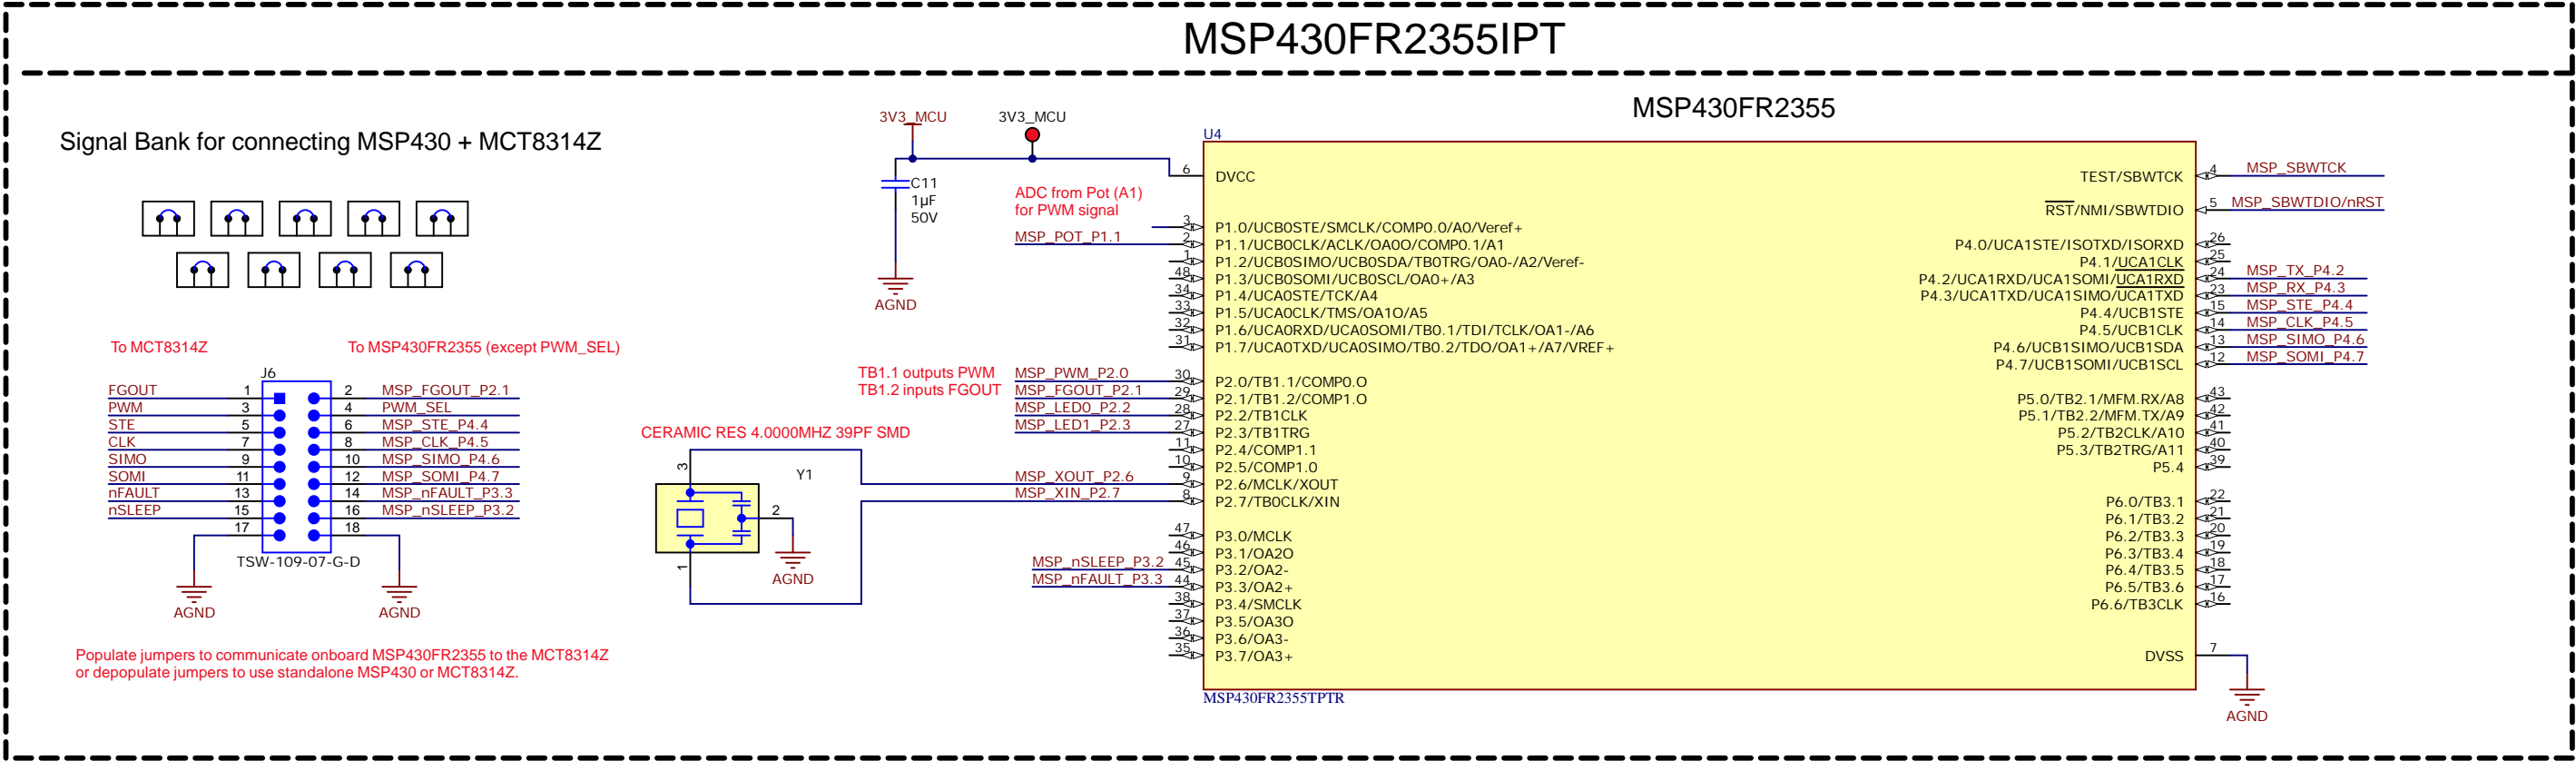 MSP430FR2355IPT
Signal Bank for connecting MSP430 + MCT8314Z
To MCT8314Z
To MSP430FR2355 (except PWM_SEL)
J6
FGOUT 1 2 MSP_FGOUT_P2.1
PWM 3 4 PWM_SEL
STE 5 6 MSP_STE_P4.4
CLK 7 8 MSP_CLK_P4.5
SIMO 9 10 MSP_SIMO_P4.6
SOMI 11 12 MSP_SOMI_P4.7
nFAULT 13 14 MSP_nFAULT_P3.3
nSLEEP 15 16 MSP_nSLEEP_P3.2
17 18
TSW-109-07-G-D
AGND
AGND
Populate jumpers to communicate onboard MSP430FR2355 to the MCT8314Z
or depopulate jumpers to use standalone MSP430 or MCT8314Z.
CERAMIC RES 4.0000MHZ 39PF SMD
Y1
3
2
1
AGND
3V3_MCU
3V3_MCU
C11
1µF
50V
AGND
ADC from Pot (A1)
for PWM signal
MSP_POT_P1.1
TB1.1 outputs PWM
TB1.2 inputs FGOUT
MSP_PWM_P2.0
MSP_FGOUT_P2.1
MSP_LED0_P2.2
MSP_LED1_P2.3
MSP_XOUT_P2.6
MSP_XIN_P2.7
MSP_nSLEEP_P3.2
MSP_nFAULT_P3.3
MSP430FR2355
U4
6 DVCC
3 P1.0/UCB0STE/SMCLK/COMP0.0/A0/Veref+
2 P1.1/UCB0CLK/ACLK/OA0O/COMP0.1/A1
1 P1.2/UCB0SIMO/UCB0SDA/TB0TRG/OA0-/A2/Veref-
48 P1.3/UCB0SOMI/UCB0SCL/OA0+/A3
34 P1.4/UCA0STE/TCK/A4
33 P1.5/UCA0CLK/TMS/OA1O/A5
32 P1.6/UCA0RXD/UCA0SOMI/TB0.1/TDI/TCLK/OA1-/A6
31 P1.7/UCA0TXD/UCA0SIMO/TB0.2/TDO/OA1+/A7/VREF+
30 P2.0/TB1.1/COMP0.O
29 P2.1/TB1.2/COMP1.O
28 P2.2/TB1CLK
27 P2.3/TB1TRG
11 P2.4/COMP1.1
10 P2.5/COMP1.0
9 P2.6/MCLK/XOUT
8 P2.7/TB0CLK/XIN
47 P3.0/MCLK
46 P3.1/OA2O
45 P3.2/OA2-
44 P3.3/OA2+
38 P3.4/SMCLK
37 P3.5/OA3O
36 P3.6/OA3-
35 P3.7/OA3+
TEST/SBWTCK 4 MSP_SBWTCK
RST/NMI/SBWTDIO 5 MSP_SBWTDIO/nRST
P4.0/UCA1STE/ISOTXD/ISORXD 26
P4.1/UCA1CLK 25
P4.2/UCA1RXD/UCA1SOMI/UCA1RXD 24 MSP_TX_P4.2
P4.3/UCA1TXD/UCA1SIMO/UCA1TXD 23 MSP_RX_P4.3
P4.4/UCB1STE 15 MSP_STE_P4.4
P4.5/UCB1CLK 14 MSP_CLK_P4.5
P4.6/UCB1SIMO/UCB1SDA 13 MSP_SIMO_P4.6
P4.7/UCB1SOMI/UCB1SCL 12 MSP_SOMI_P4.7
P5.0/TB2.1/MFM.RX/A8 43
P5.1/TB2.2/MFM.TX/A9 42
P5.2/TB2CLK/A10 41
P5.3/TB2TRG/A11 40
P5.4 39
P6.0/TB3.1 22
P6.1/TB3.2 21
P6.2/TB3.3 20
P6.3/TB3.4 19
P6.4/TB3.5 18
P6.5/TB3.6 17
P6.6/TB3CLK 16
DVSS 7
AGND
MSP430FR2355TPTR